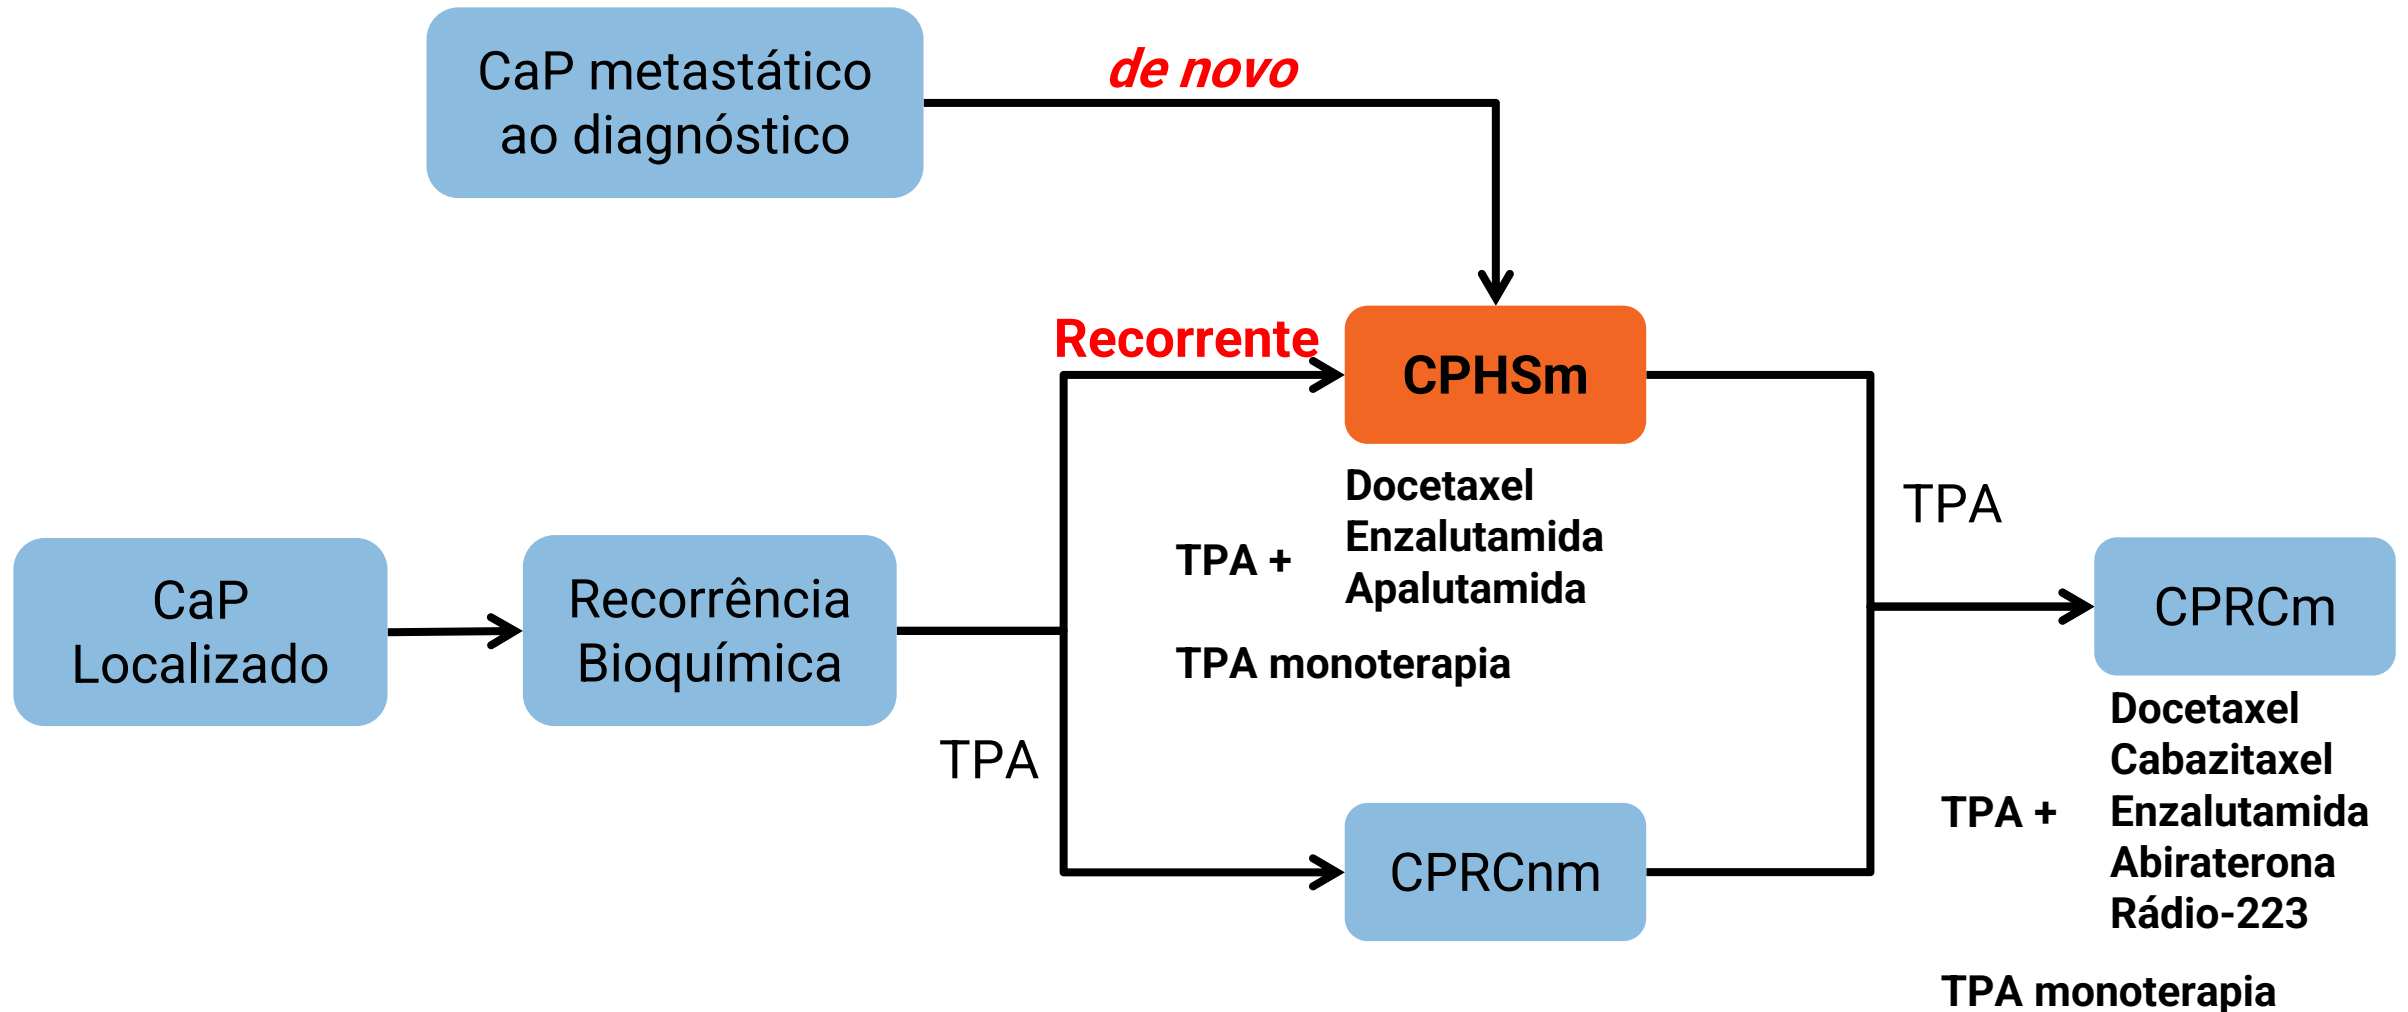 CaP metastático
ao diagnóstico
de novo
Recorrente
CPHSm
Docetaxel
Enzalutamida
Apalutamida
TPA +
TPA monoterapia
TPA
CaP
Localizado
Recorrência
Bioquímica
TPA
CPRCnm
CPRCm
Docetaxel
Cabazitaxel
Enzalutamida
Abiraterona
Rádio-223
TPA +
TPA monoterapia